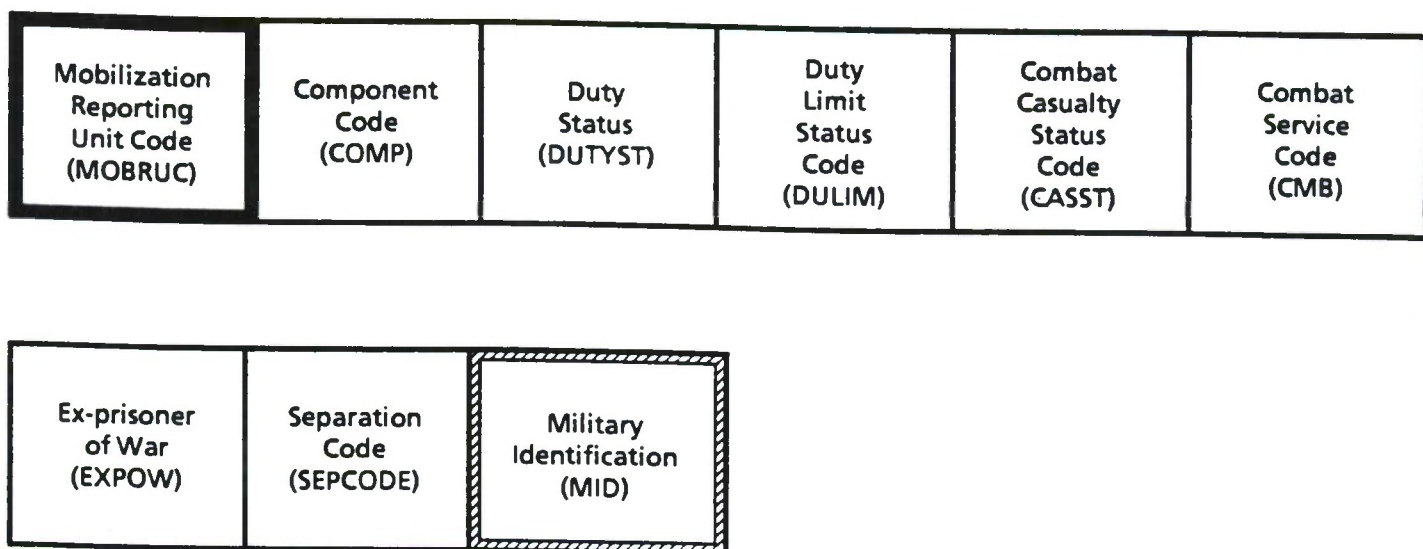 Mobilization
Reporting
Unit Code
(MOBRUC)
Component
Code
(COMP)
Duty
Status
(DUTYST)
Duty
Limit
Status
Code
(DULIM)
Combat
Casualty
Status
Code
(CASST)
Combat
Service
Code
(CMB)
Ex-prisoner
of War
(EXPOW)
Separation
Code
(SEPCODE)
Military
Identification
(MID)